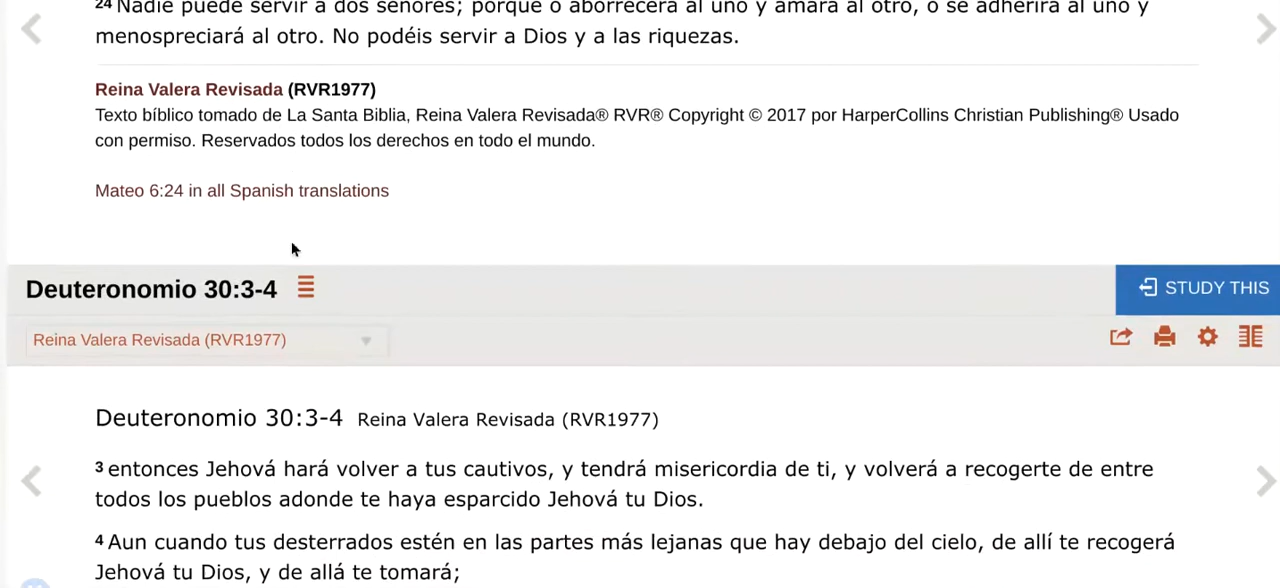 24 Nadie puede servir a dos señores; porque o aborrecerá al uno y amará al otro, o se adherirá al uno y
menospreciará al otro. No podéis servir a Dios y a las riquezas.
Reina Valera Revisada (RVR1977)
Texto bíblico tomado de La Santa Biblia, Reina Valera Revisada® RVR® Copyright © 2017 por HarperCollins Christian Publishing® Usado
con permiso. Reservados todos los derechos en todo el mundo.
Mateo 6:24 in all Spanish translations
Deuteronomio 30:3-4
STUDY THIS
Reina Valera Revisada (RVR1977)
Deuteronomio 30:3-4 Reina Valera Revisada (RVR1977)
3 entonces Jehová hará volver a tus cautivos, y tendrá misericordia de ti, y volverá a recogerte de entre
todos los pueblos adonde te haya esparcido Jehová tu Dios.
4 Aun cuando tus desterrados estén en las partes más lejanas que hay debajo del cielo, de allí te recogerá
Jehová tu Dios, y de allá te tomará;